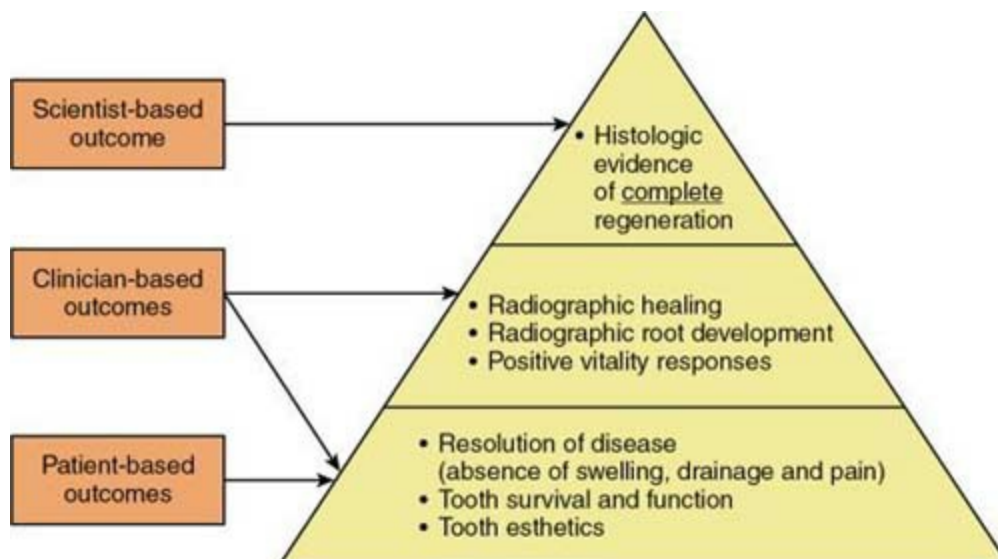 Scientist-based
outcome
• Histologic
evidence
of complete
regeneration
Clinician-based
outcomes
• Radiographic healing
• Radiographic root development
• Positive vitality responses
Patient-based
outcomes
• Resolution of disease
(absence of swelling, drainage and pain)
• Tooth survival and function
• Tooth esthetics